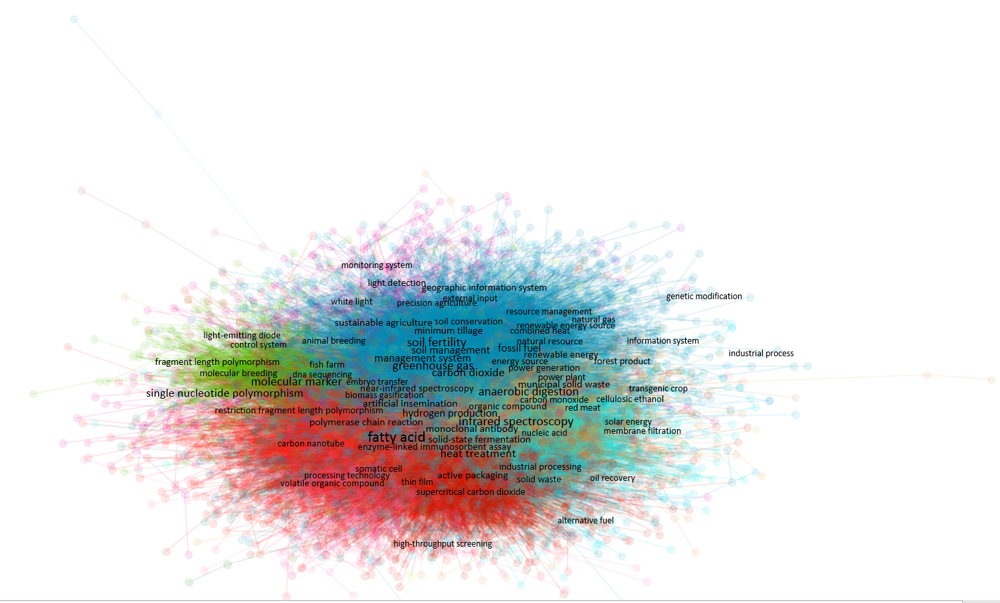 monitoring system
light detection
geographic information system
external input
white light
precision agriculture
genetic modification
resource management
natural gas
sustainable agriculture
soil conservation
renewable energy source
minimum tillage
combined heat
light-emitting diode
control system
animal breeding
soil fertility
natural resource
information system
soil management
fossil fuel
renewable energy
industrial process
management system
energy source
forest product
fragment length polymorphism
fish farm
greenhouse gas
power generation
molecular breeding
dna sequencing
carbon dioxide
power plant
molecular marker
embryo transfer
municipal solid waste
near-infrared spectroscopy
transgenic crop
single nucleotide polymorphism
biomass gasification
anaerobic digestion
artificial insemination
carbon monoxide
cellulosic ethanol
organic compound
red meat
restriction fragment length polymorphism
hydrogen production
polymerase chain reaction
infrared spectroscopy
solar energy
monoclonal antibody
nucleic acid
membrane filtration
fatty acid
solid-state fermentation
carbon nanotube
enzyme-linked immunosorbent assay
heat treatment
somatic cell
industrial processing
processing technology
active packaging
solid waste
oil recovery
volatile organic compound
thin film
supercritical carbon dioxide
alternative fuel
high-throughput screening